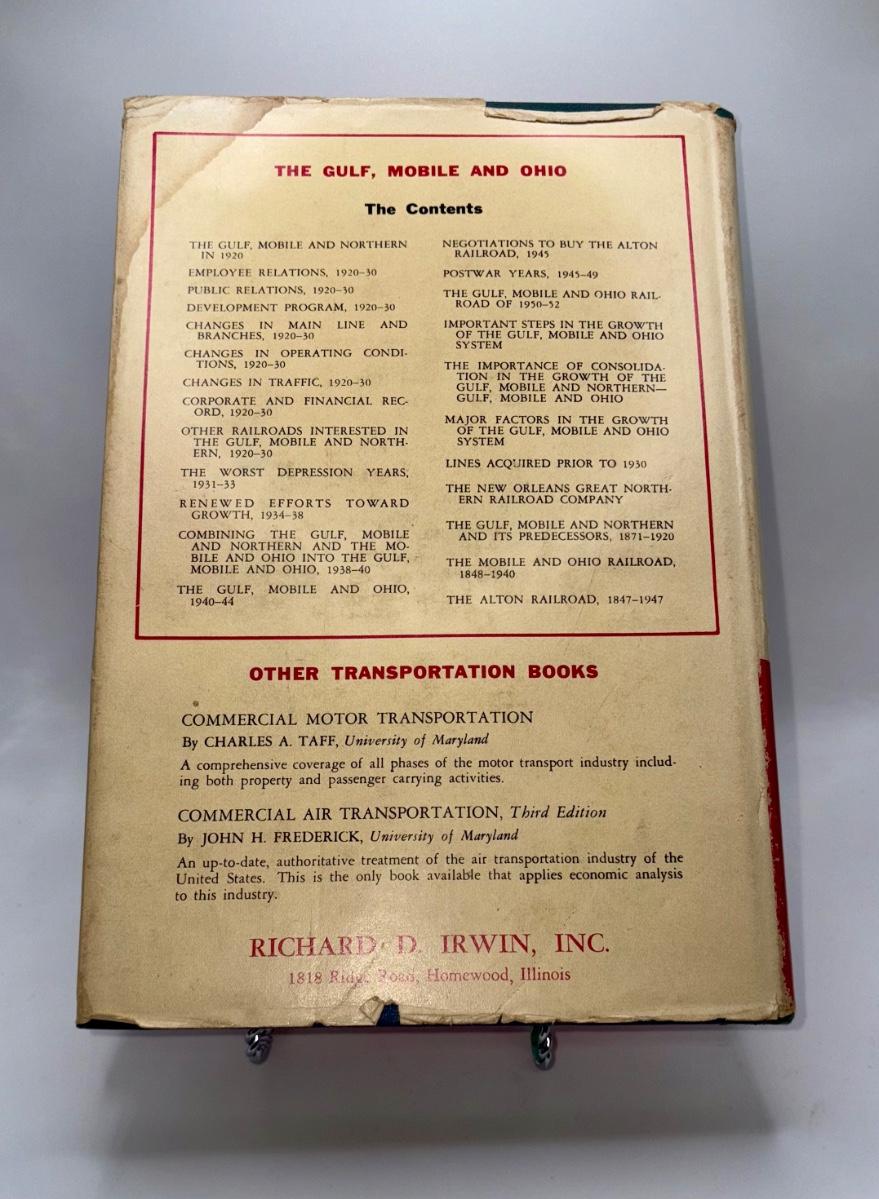 THE GULF, MOBILE AND OHIO
The Contents
THE GULF, MOBILE AND NORTHERN
IN 1920
EMPLOYEE RELATIONS, 1920–30
PUBLIC RELATIONS, 1920–30
DEVELOPMENT PROGRAM, 1920–30
CHANGES IN MAIN LINE AND
BRANCHES, 1920–30
CHANGES IN OPERATING CONDI-
TIONS, 1920–30
CHANGES IN TRAFFIC, 1920–30
CORPORATE AND FINANCIAL REC-
ORD, 1920–30
OTHER RAILROADS INTERESTED IN
THE GULF, MOBILE AND NORTH-
ERN, 1920–30
THE WORST DEPRESSION YEARS,
1931–33
RENEWED EFFORTS TOWARD
GROWTH, 1934–38
COMBINING THE GULF, MOBILE
AND NORTHERN AND THE MO-
BILE AND OHIO INTO THE GULF,
MOBILE AND OHIO, 1938–40
THE GULF, MOBILE AND OHIO,
1940–44
NEGOTIATIONS TO BUY THE ALTON
RAILROAD, 1945
POSTWAR YEARS, 1945–49
THE GULF, MOBILE AND OHIO RAIL-
ROAD OF 1950–52
IMPORTANT STEPS IN THE GROWTH
OF THE GULF, MOBILE AND OHIO
SYSTEM
THE IMPORTANCE OF CONSOLIDA-
TION IN THE GROWTH OF THE
GULF, MOBILE AND NORTHERN—
GULF, MOBILE AND OHIO
MAJOR FACTORS IN THE GROWTH
OF THE GULF, MOBILE AND OHIO
SYSTEM
LINES ACQUIRED PRIOR TO 1930
THE NEW ORLEANS GREAT NORTH-
ERN RAILROAD COMPANY
THE GULF, MOBILE AND NORTHERN
AND ITS PREDECESSORS, 1871–1920
THE MOBILE AND OHIO RAILROAD,
1848–1940
THE ALTON RAILROAD, 1847–1947
OTHER TRANSPORTATION BOOKS
COMMERCIAL MOTOR TRANSPORTATION
By CHARLES A. TAFF, University of Maryland
A comprehensive coverage of all phases of the motor transport industry includ-
ing both property and passenger carrying activities.
COMMERCIAL AIR TRANSPORTATION, Third Edition
By JOHN H. FREDERICK, University of Maryland
An up-to-date, authoritative treatment of the air transportation industry of the
United States. This is the only book available that applies economic analysis
to this industry.
RICHARD D. IRWIN, INC.
1818 Ridge Road, Homewood, Illinois